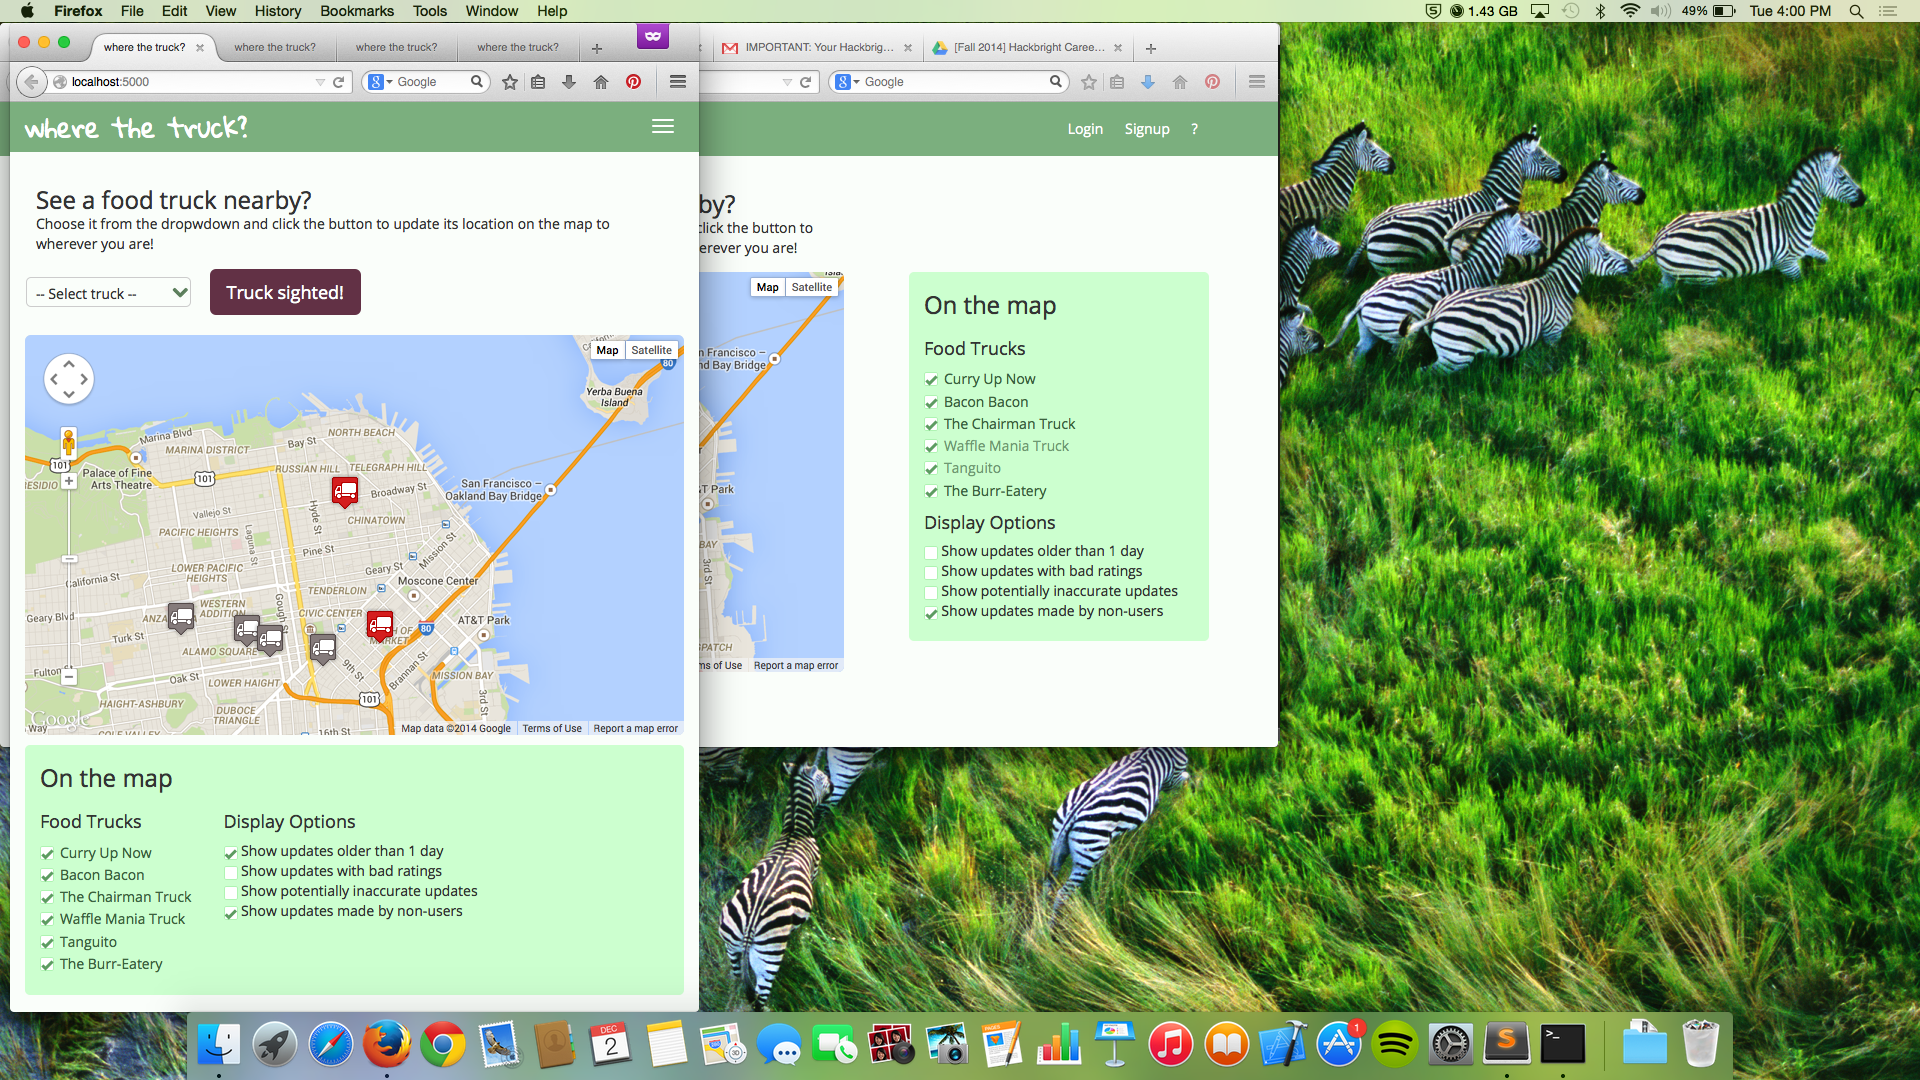 Firefox File Edit View History Bookmarks Tools Window Help
1.43 GB 49% Tue 4:00 PM
where the truck?
where the truck?
where the truck?
where the truck?
IMPORTANT: Your Hackbrig...
[Fall 2014] Hackbright Caree...
localhost:5000
Google
Google
where the truck?
Login Signup ?
See a food truck nearby?
Choose it from the dropwdown and click the button to update its location on the map to
wherever you are!
-- Select truck --
Truck sighted!
Map Satellite
Yerba Buena
Island
80
NORTH BEACH
Marina Blvd
Bay St
MARINA DISTRICT
101
Palace of Fine
Arts Theatre
101
RUSSIAN HILL
TELEGRAPH HILL
San Francisco –
Oakland Bay Bridge
Broadway St
Vallejo St
Hyde St
CHINATOWN
PACIFIC HEIGHTS
Laguna St
Pine St
Mission St
LOWER PACIFIC
HEIGHTS
Geary St
California St
TENDERLOIN
Moscone Center
WESTERN
ADDITION
Gough St
CIVIC CENTER
Geary Blvd
AT&T Park
80
Turk St
ALAMO SQUARE
9th St
Brannan St
MISSION BAY
Oak St
LOWER HAIGHT
101
3rd St
HAIGHT-ASHBURY
DUBOCE
TRIANGLE
16th St
Google
Map data ©2014 Google Terms of Use Report a map error
On the map
Food Trucks
Curry Up Now
Bacon Bacon
The Chairman Truck
Waffle Mania Truck
Tanguito
The Burr-Eatery
Display Options
Show updates older than 1 day
Show updates with bad ratings
Show potentially inaccurate updates
Show updates made by non-users
by?
click the button to
erever you are!
Map Satellite
n Francisco –
nd Bay Bridge
T Park
BAY
3rd St
PATCH
ms of Use Report a map error
On the map
Food Trucks
Curry Up Now
Bacon Bacon
The Chairman Truck
Waffle Mania Truck
Tanguito
The Burr-Eatery
Display Options
Show updates older than 1 day
Show updates with bad ratings
Show potentially inaccurate updates
Show updates made by non-users
DEC
2
PAGES
3D
1